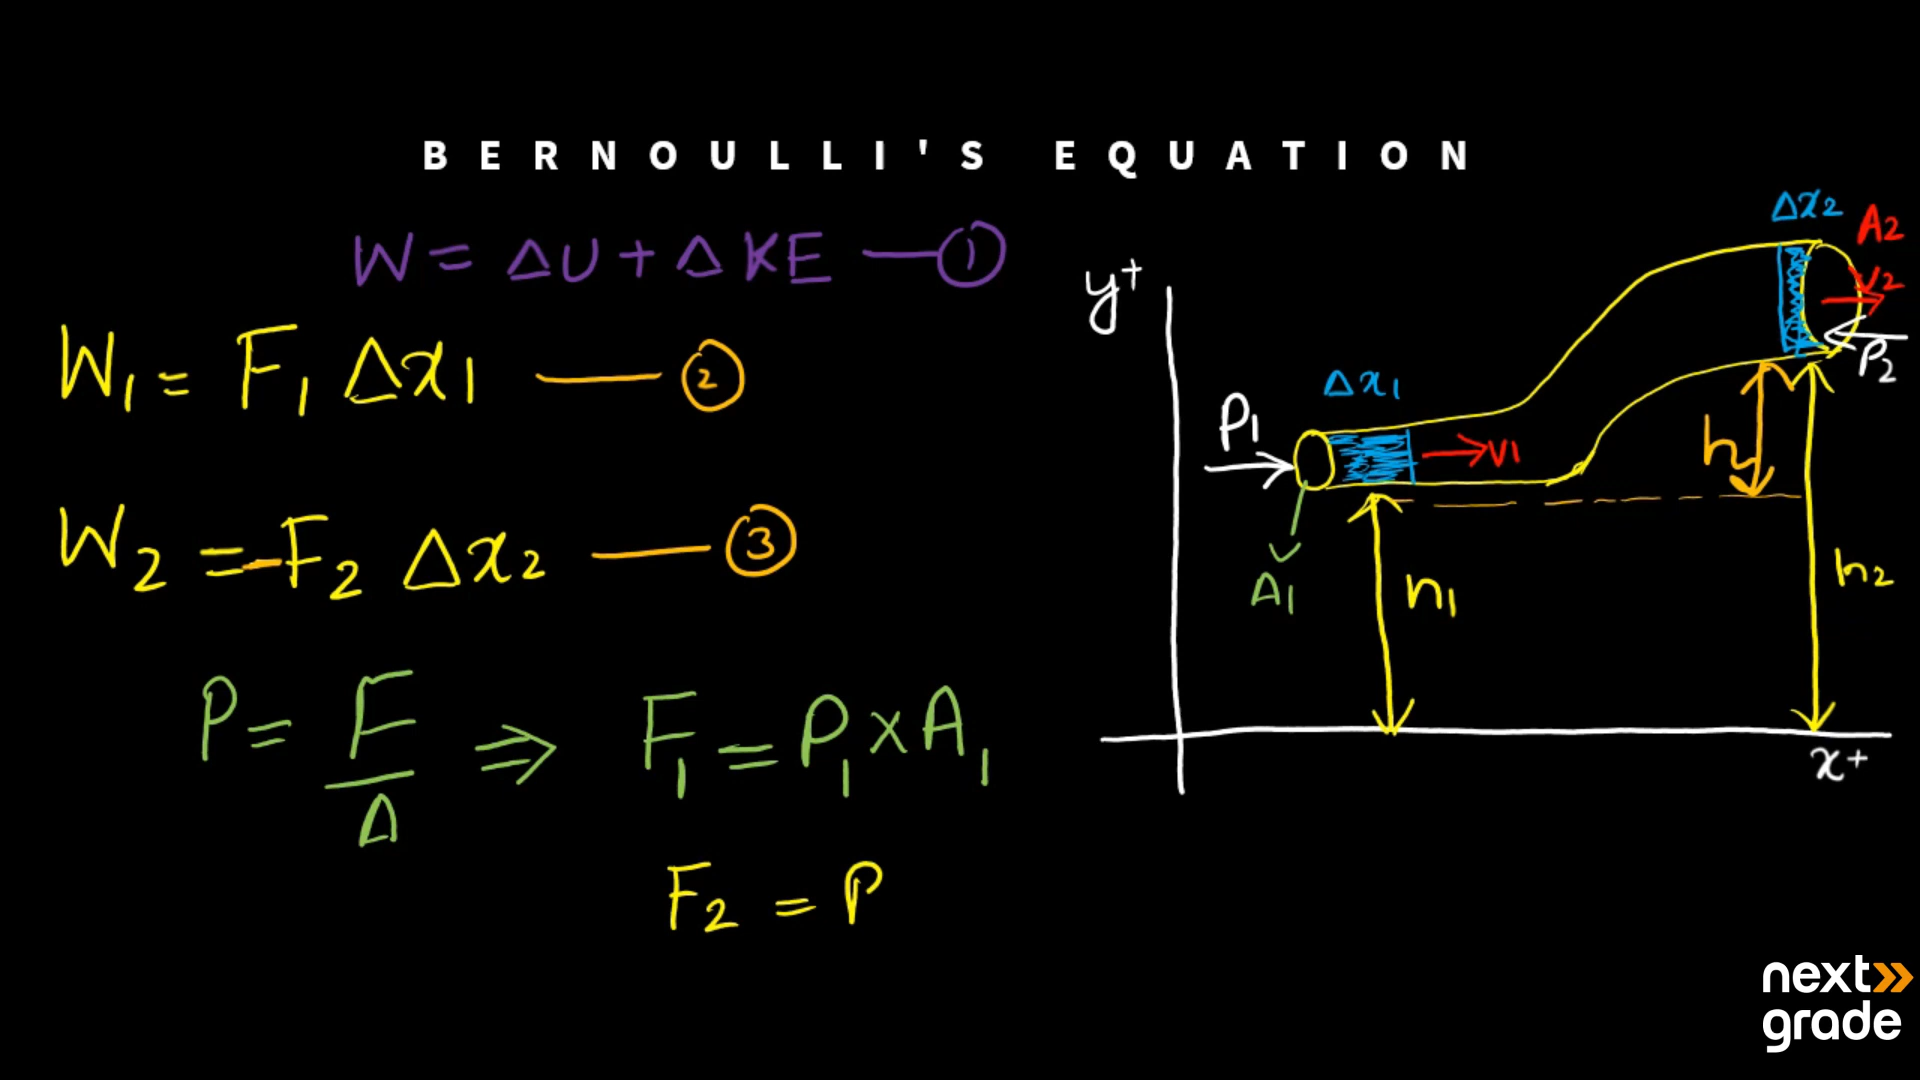 BERNOULLI'S EQUATION
W = ΔU + Δ KE — ①
W₁ = F₁ Δx₁ — ②
W₂ = -F₂ Δx₂ — ③
P = F/A ⇒ F₁ = P₁ × A₁
F₂ = P
y+
Δx₂
A₂
V₂
P₂
Δx₁
P₁
V₁
h
A₁
h₁
h₂
x+
next
grade